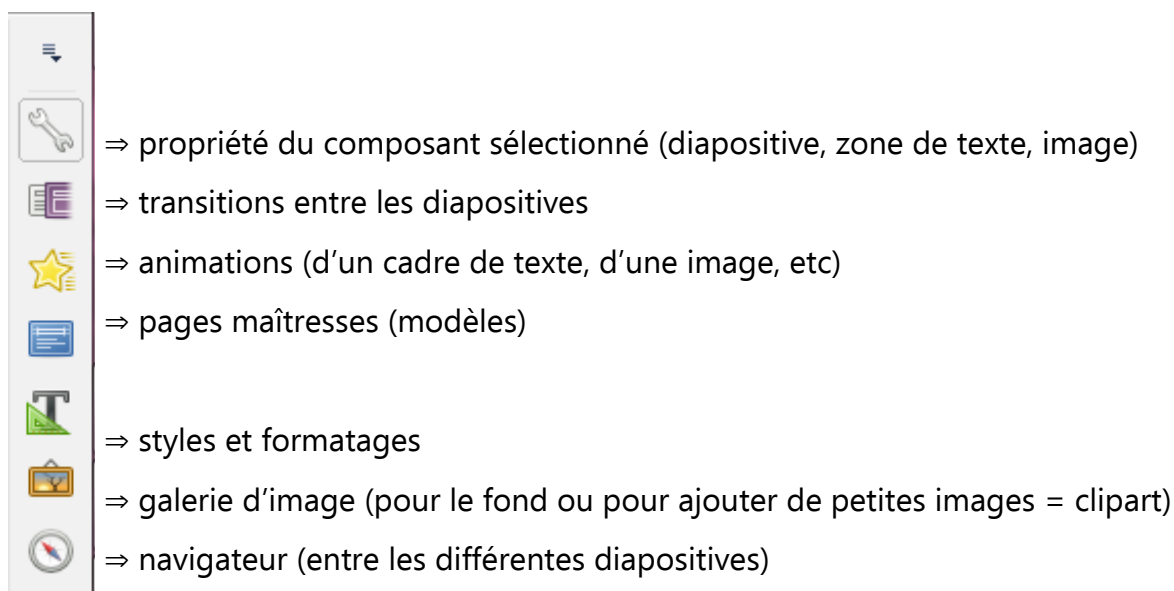 ⇒ propriété du composant sélectionné (diapositive, zone de texte, image)
⇒ transitions entre les diapositives
⇒ animations (d’un cadre de texte, d’une image, etc)
⇒ pages maîtresses (modèles)
⇒ styles et formatages
⇒ galerie d’image (pour le fond ou pour ajouter de petites images = clipart)
⇒ navigateur (entre les différentes diapositives)